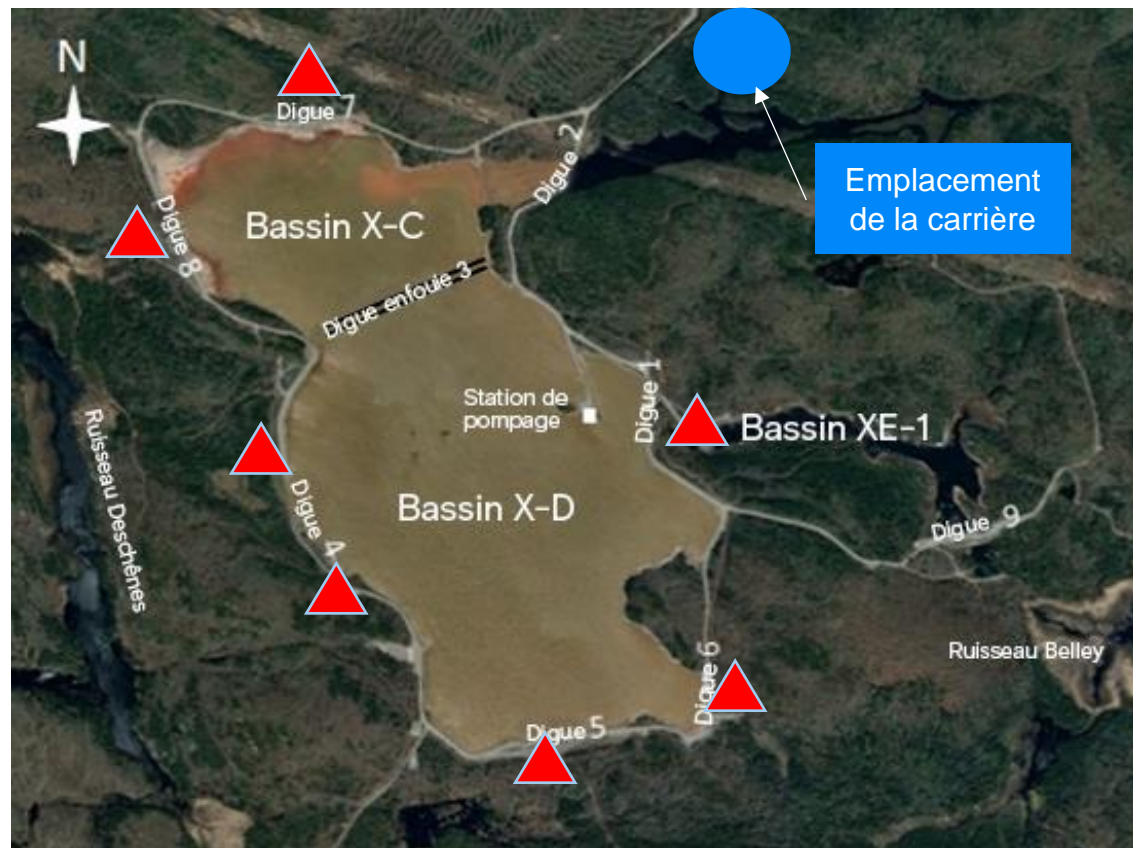 N
Digue 7
Digue 2
Emplacement
de la carrière
Digue 8
Bassin X-C
Digue enfouie 3
Station de
pompage
Digue 1
Bassin XE-1
Ruisseau Deschênes
Bassin X-D
Digue 4
Digue 9
Ruisseau Belley
Digue 6
Digue 5